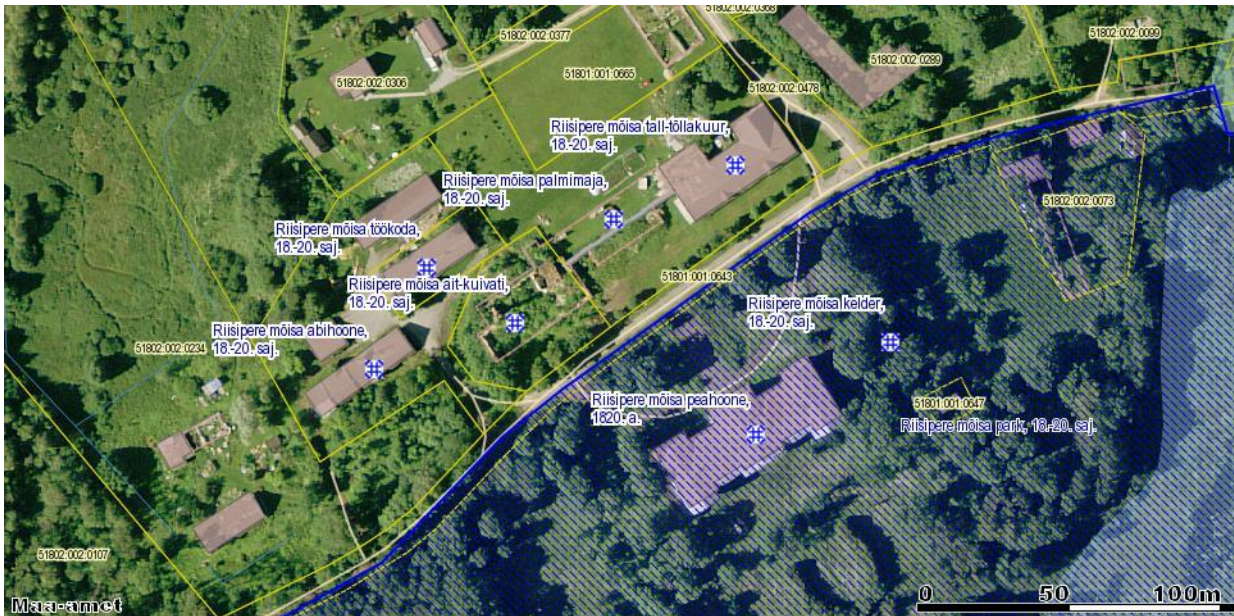 51802:002:0368
51802:002:0377
51802:002:0099
51802:002:0289
51802:002:0306
51801:001:0665
51802:002:0478
Riisipere mõisa tall-tõllakuur,
18.-20. saj.
Riisipere mõisa palmimaja,
18.-20. saj.
51802:002:0073
Riisipere mõisa töökoda,
18.-20. saj.
51801:001:0643
Riisipere mõisa ait-kuivati,
18.-20. saj.
Riisipere mõisa kelder,
18.-20. saj.
Riisipere mõisa abihoone,
18.-20. saj.
51802:002:0234
Riisipere mõisa peahoone,
1820. a.
51801:001:0647
Riisipere mõisa park, 18.-20. saj.
51802:002:0107
Maa-amet
0 50 100m